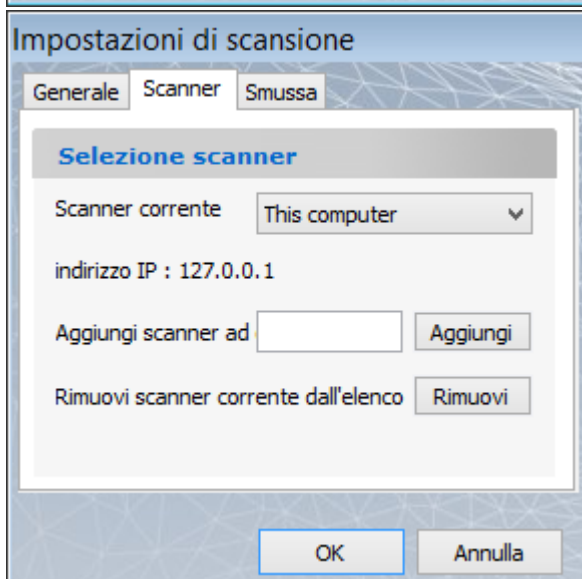 Impostazioni di scansione
Generale Scanner Smussa
Selezione scanner
Scanner corrente This computer
indirizzo IP : 127.0.0.1
Aggiungi scanner ad Aggiungi
Rimuovi scanner corrente dall'elenco Rimuovi
OK Annulla